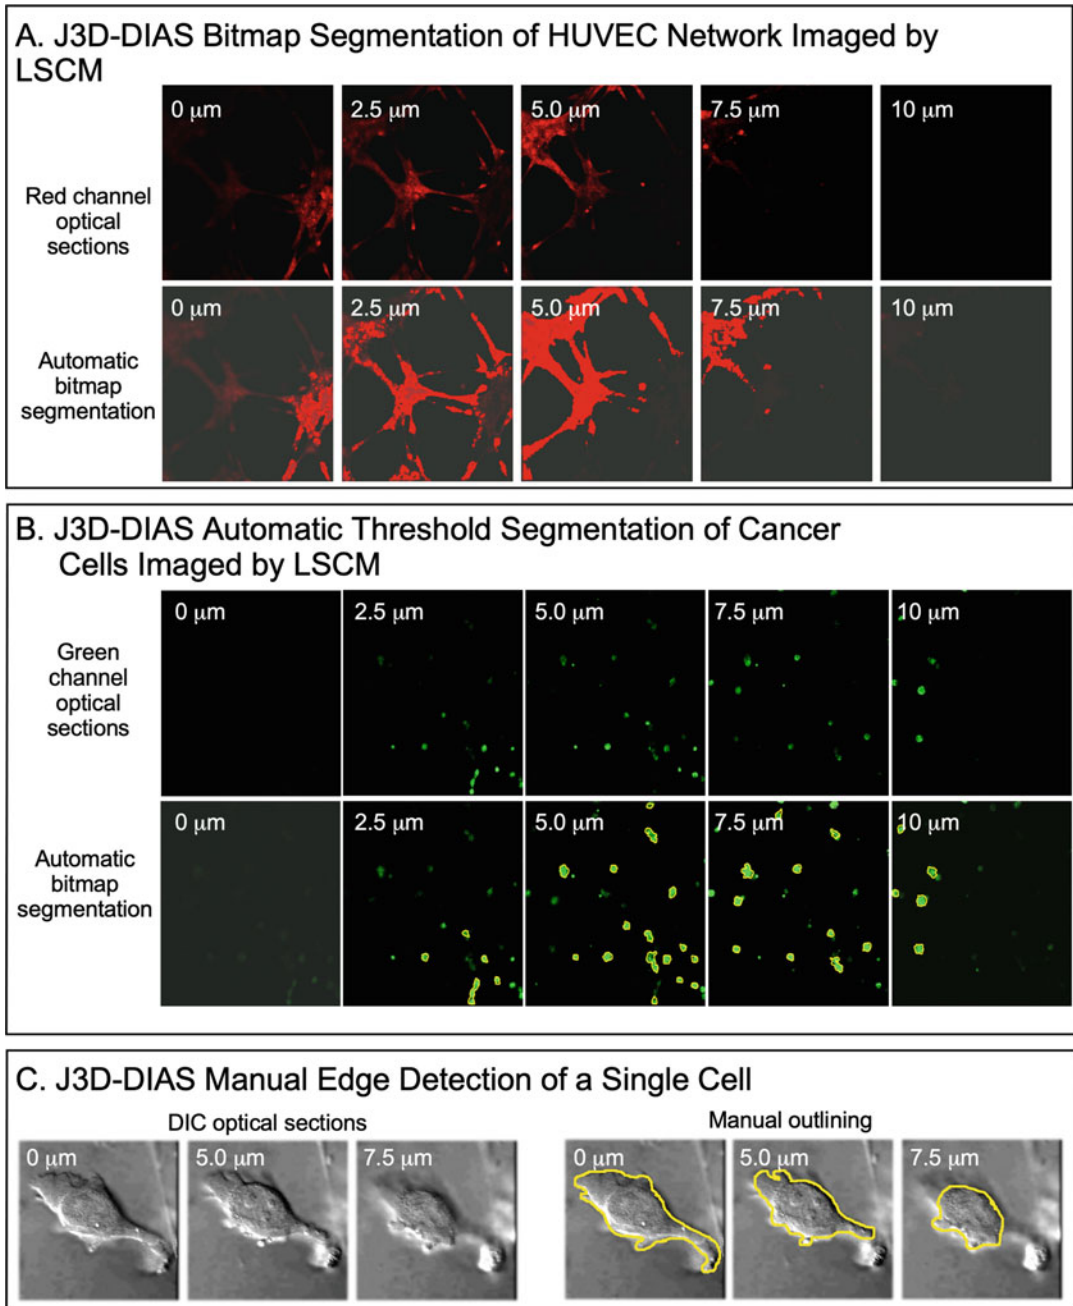 A. J3D-DIAS Bitmap Segmentation of HUVEC Network Imaged by
LSCM
0 μm
2.5 μm
5.0 μm
7.5 μm
10 μm
Red channel
optical
sections
0 μm
2.5 μm
5.0 μm
7.5 μm
10 μm
Automatic
bitmap
segmentation
B. J3D-DIAS Automatic Threshold Segmentation of Cancer
Cells Imaged by LSCM
0 μm
2.5 μm
5.0 μm
7.5 μm
10 μm
Green
channel
optical
sections
0 μm
2.5 μm
5.0 μm
7.5 μm
10 μm
Automatic
bitmap
segmentation
C. J3D-DIAS Manual Edge Detection of a Single Cell
DIC optical sections
Manual outlining
0 μm
5.0 μm
7.5 μm
0 μm
5.0 μm
7.5 μm